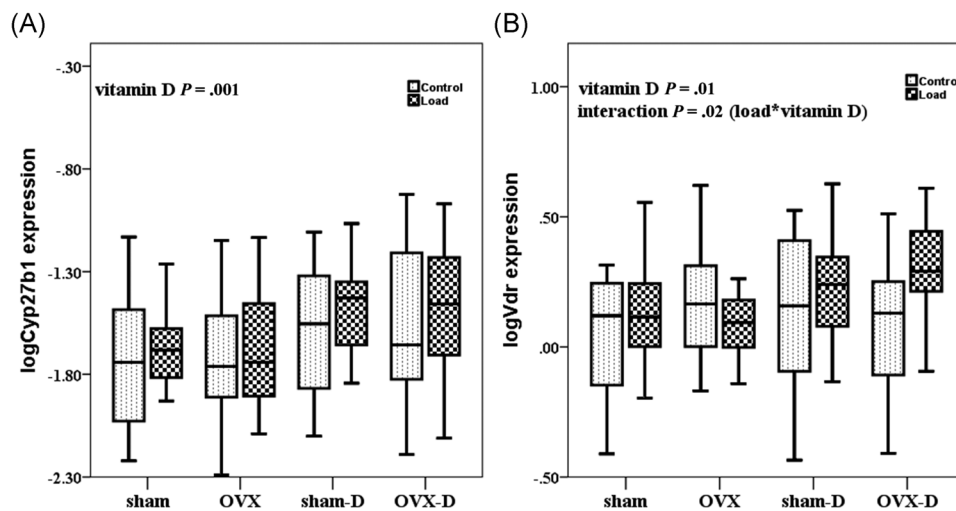 (A)
logCyp27b1 expression
-.30
-.80
-1.30
-1.80
-2.30
vitamin D P = .001
Control
Load
sham
OVX
sham-D
OVX-D
(B)
logVdr expression
1.00
.50
.00
-.50
vitamin D P = .01
interaction P = .02 (load*vitamin D)
Control
Load
sham
OVX
sham-D
OVX-D